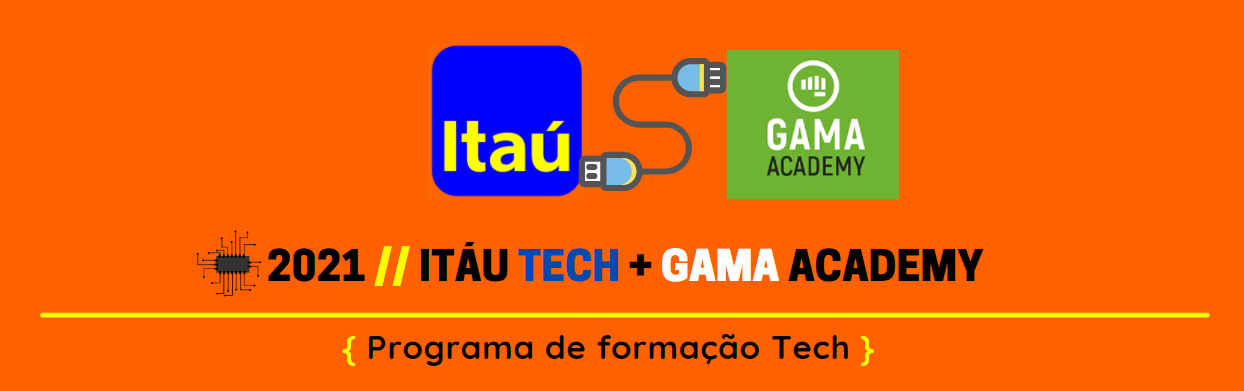 Itaú
GAMA
ACADEMY
2021 // ITÁU TECH + GAMA ACADEMY
{ Programa de formação Tech }